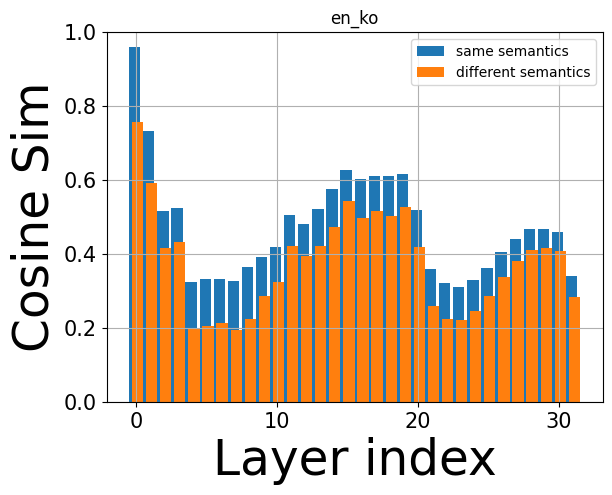 en_ko
same semantics
different semantics
Cosine Sim
1.0
0.8
0.6
0.4
0.2
0.0
0 10 20 30
Layer index